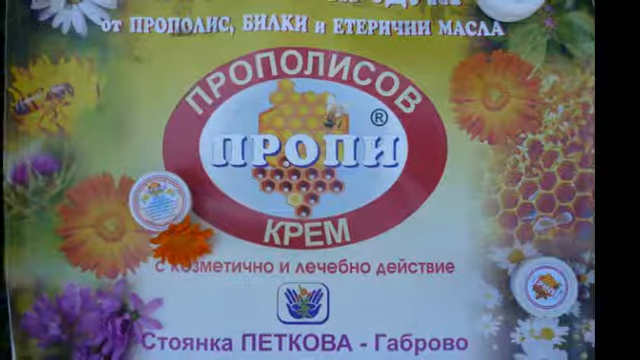 от ПРОПОЛИС, БИЛКИ и ЕТЕРИЧНИ МАСЛА
ПРОПОЛИСОВ
®
ПРОПИ
КРЕМ
с козметично и лечебно действие
Стоянка ПЕТКОВА - Габрово